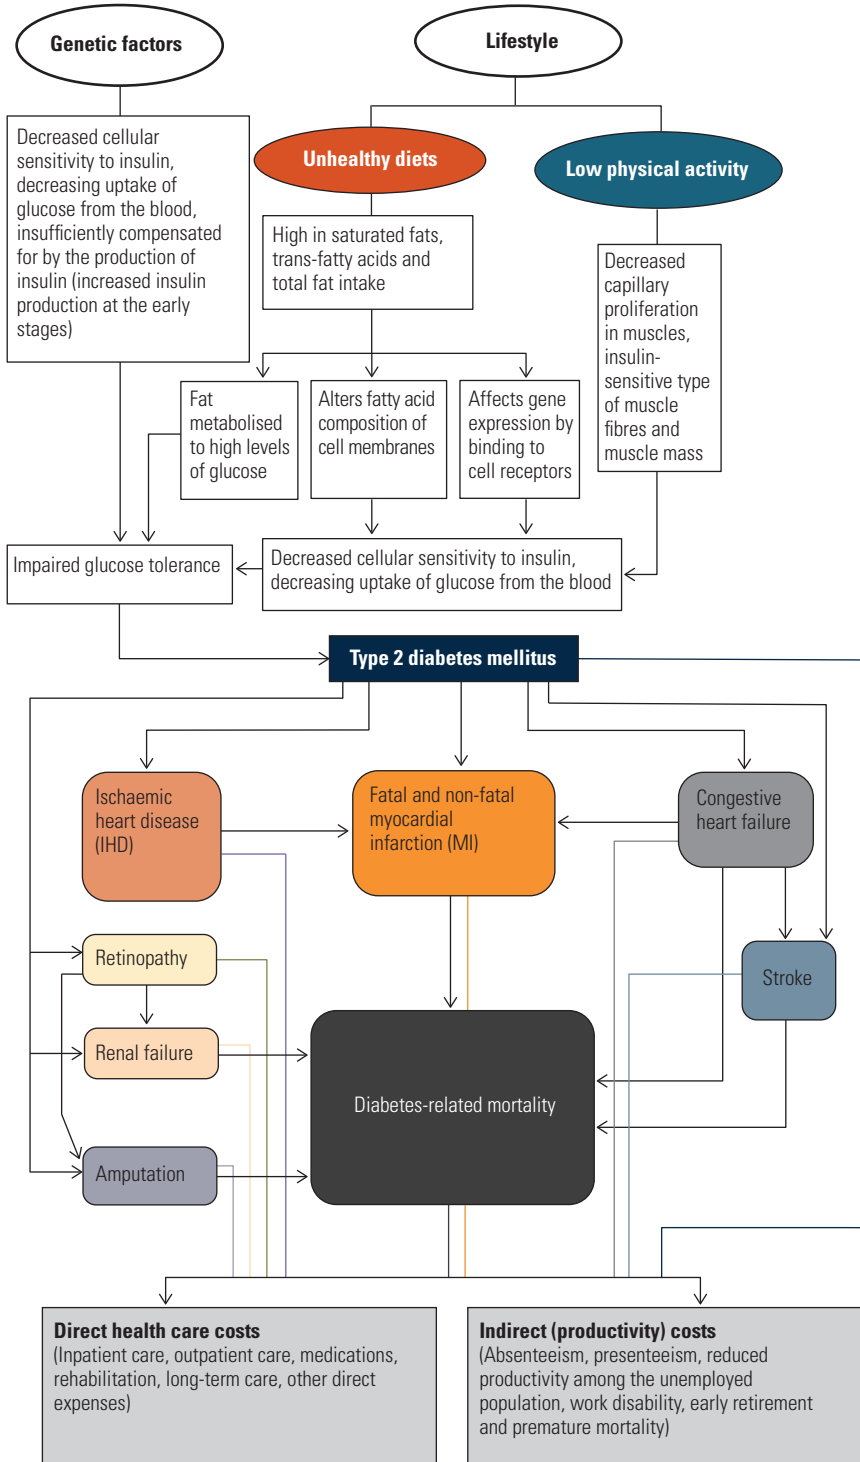 Genetic factors
Lifestyle
Decreased cellular
sensitivity to insulin,
decreasing uptake of
glucose from the blood,
insufficiently compensated
for by the production of
insulin (increased insulin
production at the early
stages)
Unhealthy diets
Low physical activity
High in saturated fats,
trans-fatty acids and
total fat intake
Decreased
capillary
proliferation
in muscles,
insulin-
sensitive type
of muscle
fibres and
muscle mass
Fat
metabolised
to high levels
of glucose
Alters fatty acid
composition of
cell membranes
Affects gene
expression by
binding to
cell receptors
Impaired glucose tolerance
Decreased cellular sensitivity to insulin,
decreasing uptake of glucose from the blood
Type 2 diabetes mellitus
Ischaemic
heart disease
(IHD)
Fatal and non-fatal
myocardial
infarction (MI)
Congestive
heart failure
Retinopathy
Stroke
Renal failure
Diabetes-related mortality
Amputation
Direct health care costs
(Inpatient care, outpatient care, medications,
rehabilitation, long-term care, other direct
expenses)
Indirect (productivity) costs
(Absenteeism, presenteeism, reduced
productivity among the unemployed
population, work disability, early retirement
and premature mortality)